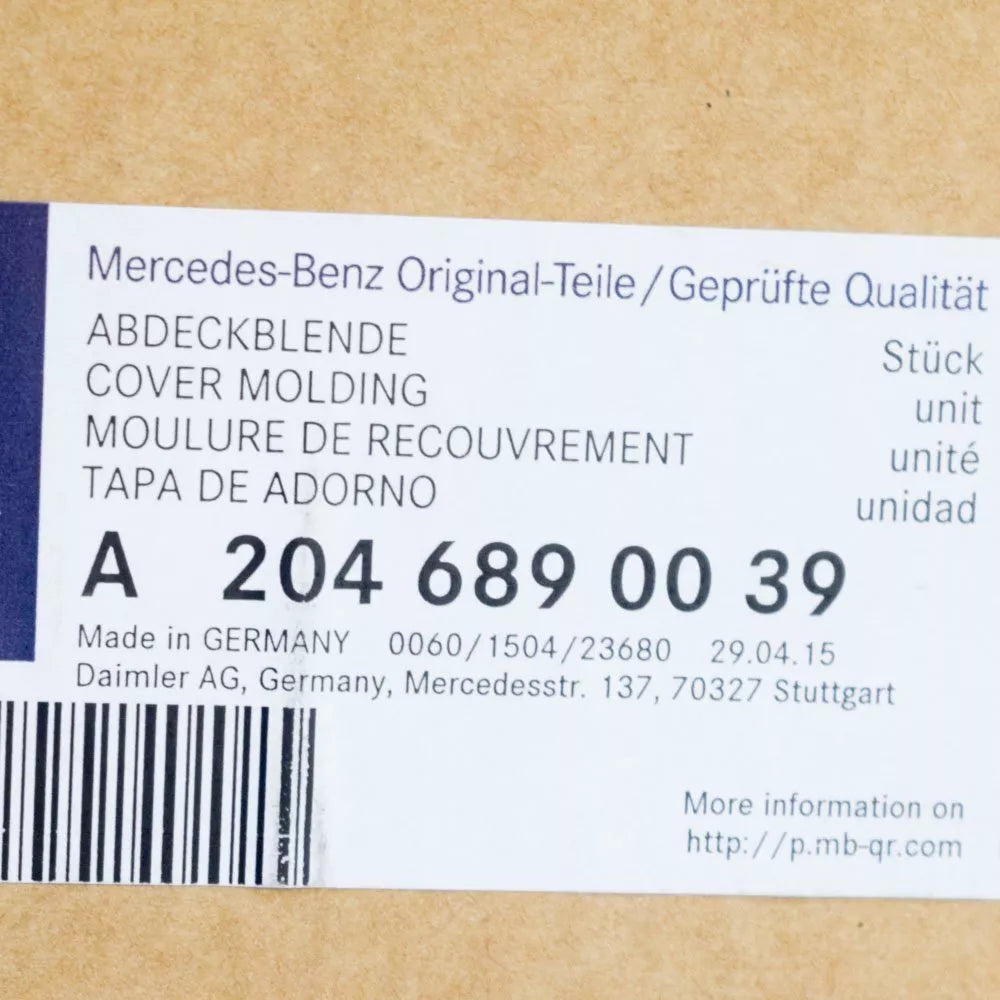 Mercedes-Benz Original-Teile/Geprüfte Qualität
ABDECKBLENDE Stück
COVER MOLDING unit
MOULURE DE RECOUVREMENT unité
TAPA DE ADORNO unidad
A 204 689 00 39
Made in GERMANY 0060/1504/23680 29.04.15
Daimler AG, Germany, Mercedesstr. 137, 70327 Stuttgart
More information on
http://p.mb-qr.com